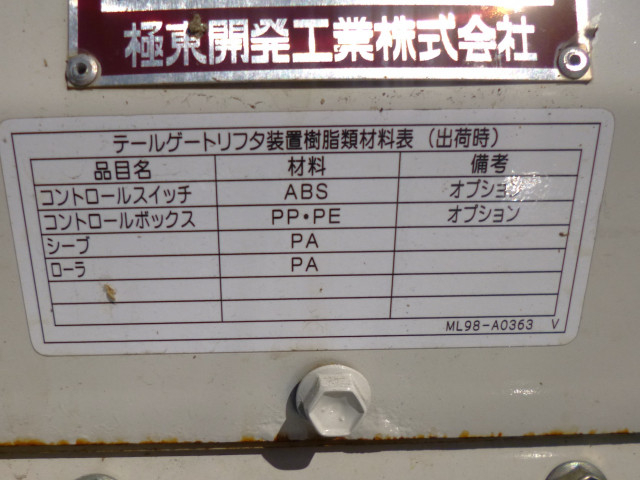 極東開発工業株式会社
テールゲートリフタ装置樹脂類材料表 (出荷時)
品目名 材料 備考
コントロールスイッチ ABS オプション
コントロールボックス PP・PE オプション
シーブ PA
ローラ PA
ML98-A0363 V